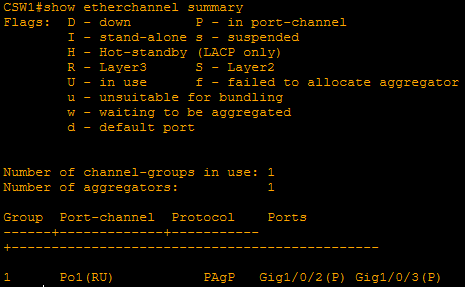 CSW1#show etherchannel summary
Flags:  D - down        P - in port-channel
        I - stand-alone s - suspended
        H - Hot-standby (LACP only)
        R - Layer3      S - Layer2
        U - in use      f - failed to allocate aggregator
        u - unsuitable for bundling
        w - waiting to be aggregated
        d - default port
Number of channel-groups in use: 1
Number of aggregators:           1
Group  Port-channel  Protocol    Ports
------+-------------+-----------
+----------------------------------------------
1      Po1(RU)           PAgP   Gig1/0/2(P) Gig1/0/3(P)